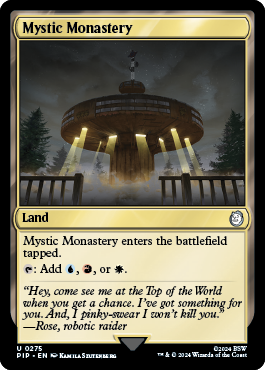 Mystic Monastery
Land
Mystic Monastery enters the battlefield
tapped.
: Add , , or .
“Hey, come see me at the Top of the World
when you get a chance. I’ve got something for
you. And, I pinky-swear I won’t kill you.”
—Rose, robotic raider
U 0275
PIP • EN Kamila Szutenberg
©2024 BSW
™ & © 2024 Wizards of the Coast